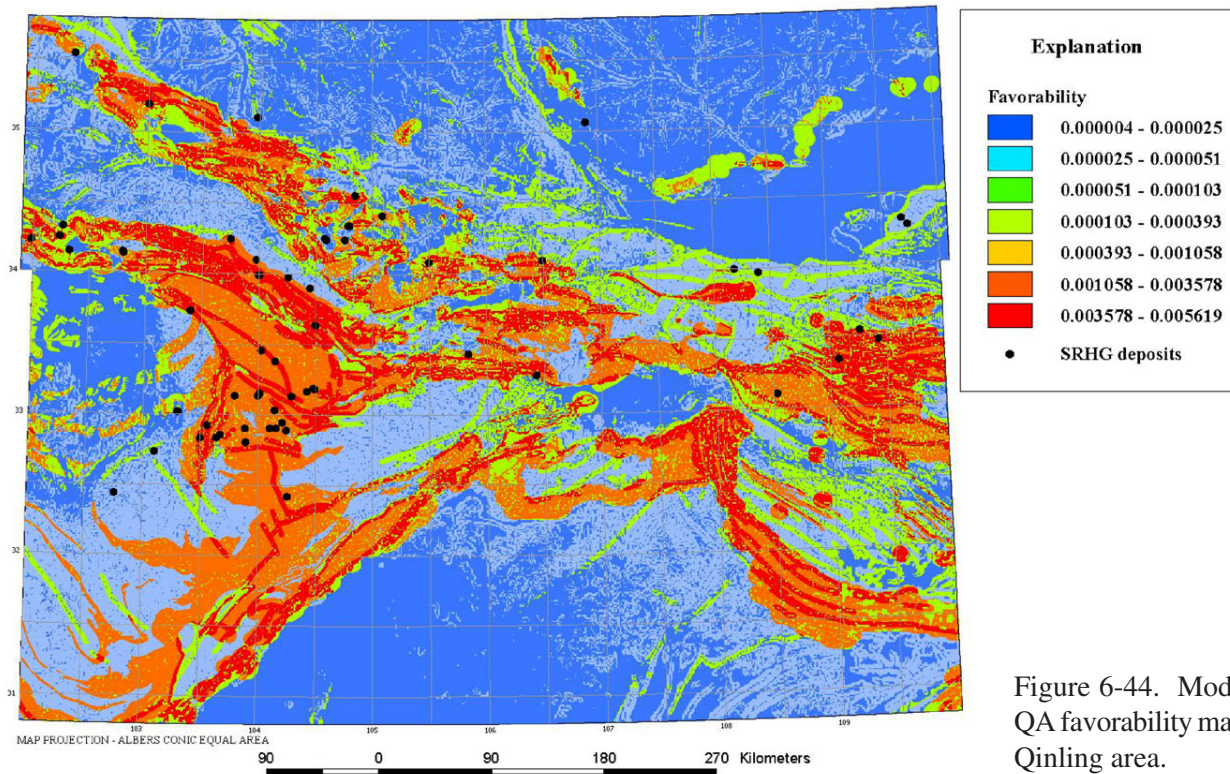 Explanation
Favorability
0.000004 - 0.000025
0.000025 - 0.000051
0.000051 - 0.000103
0.000103 - 0.000393
0.000393 - 0.001058
0.001058 - 0.003578
0.003578 - 0.005619
SRHG deposits
35
34
33
32
31
103
104
105
106
107
108
109
MAP PROJECTION - ALBERS CONIC EQUAL AREA
90 0 90 180 270 Kilometers
Figure 6-44. Mod
QA favorability ma
Qinling area.